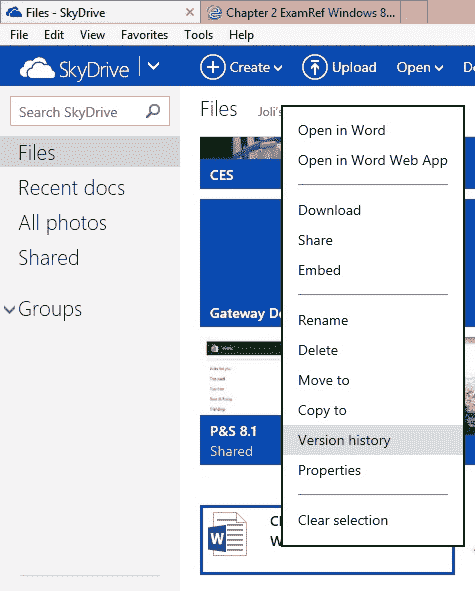 Files - SkyDrive
Chapter 2 ExamRef Windows 8...
File Edit View Favorites Tools Help
SkyDrive Create Upload Open
Search SkyDrive
Files
Recent docs
All photos
Shared
Groups
Files Joli's
CES
Gateway
P&S 8.1
Shared
W
Open in Word
Open in Word Web App
Download
Share
Embed
Rename
Delete
Move to
Copy to
Version history
Properties
Clear selection